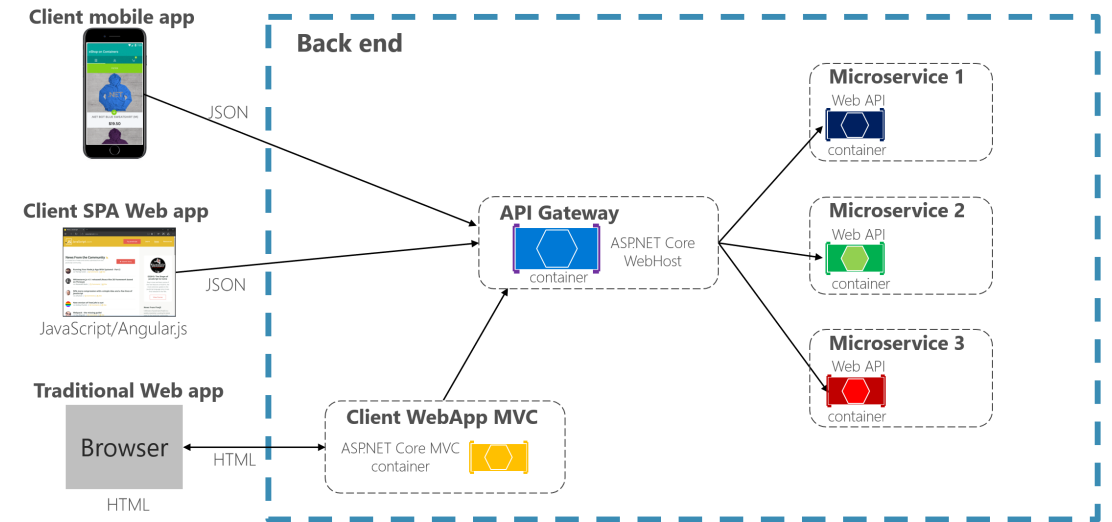 Client mobile app
Back end
JSON
Microservice 1
Web API
container
Client SPA Web app
JSON
JavaScript/Angular.js
API Gateway
ASP.NET Core
WebHost
container
Microservice 2
Web API
container
Microservice 3
Web API
container
Traditional Web app
Browser
HTML
HTML
Client WebApp MVC
ASP.NET Core MVC
container